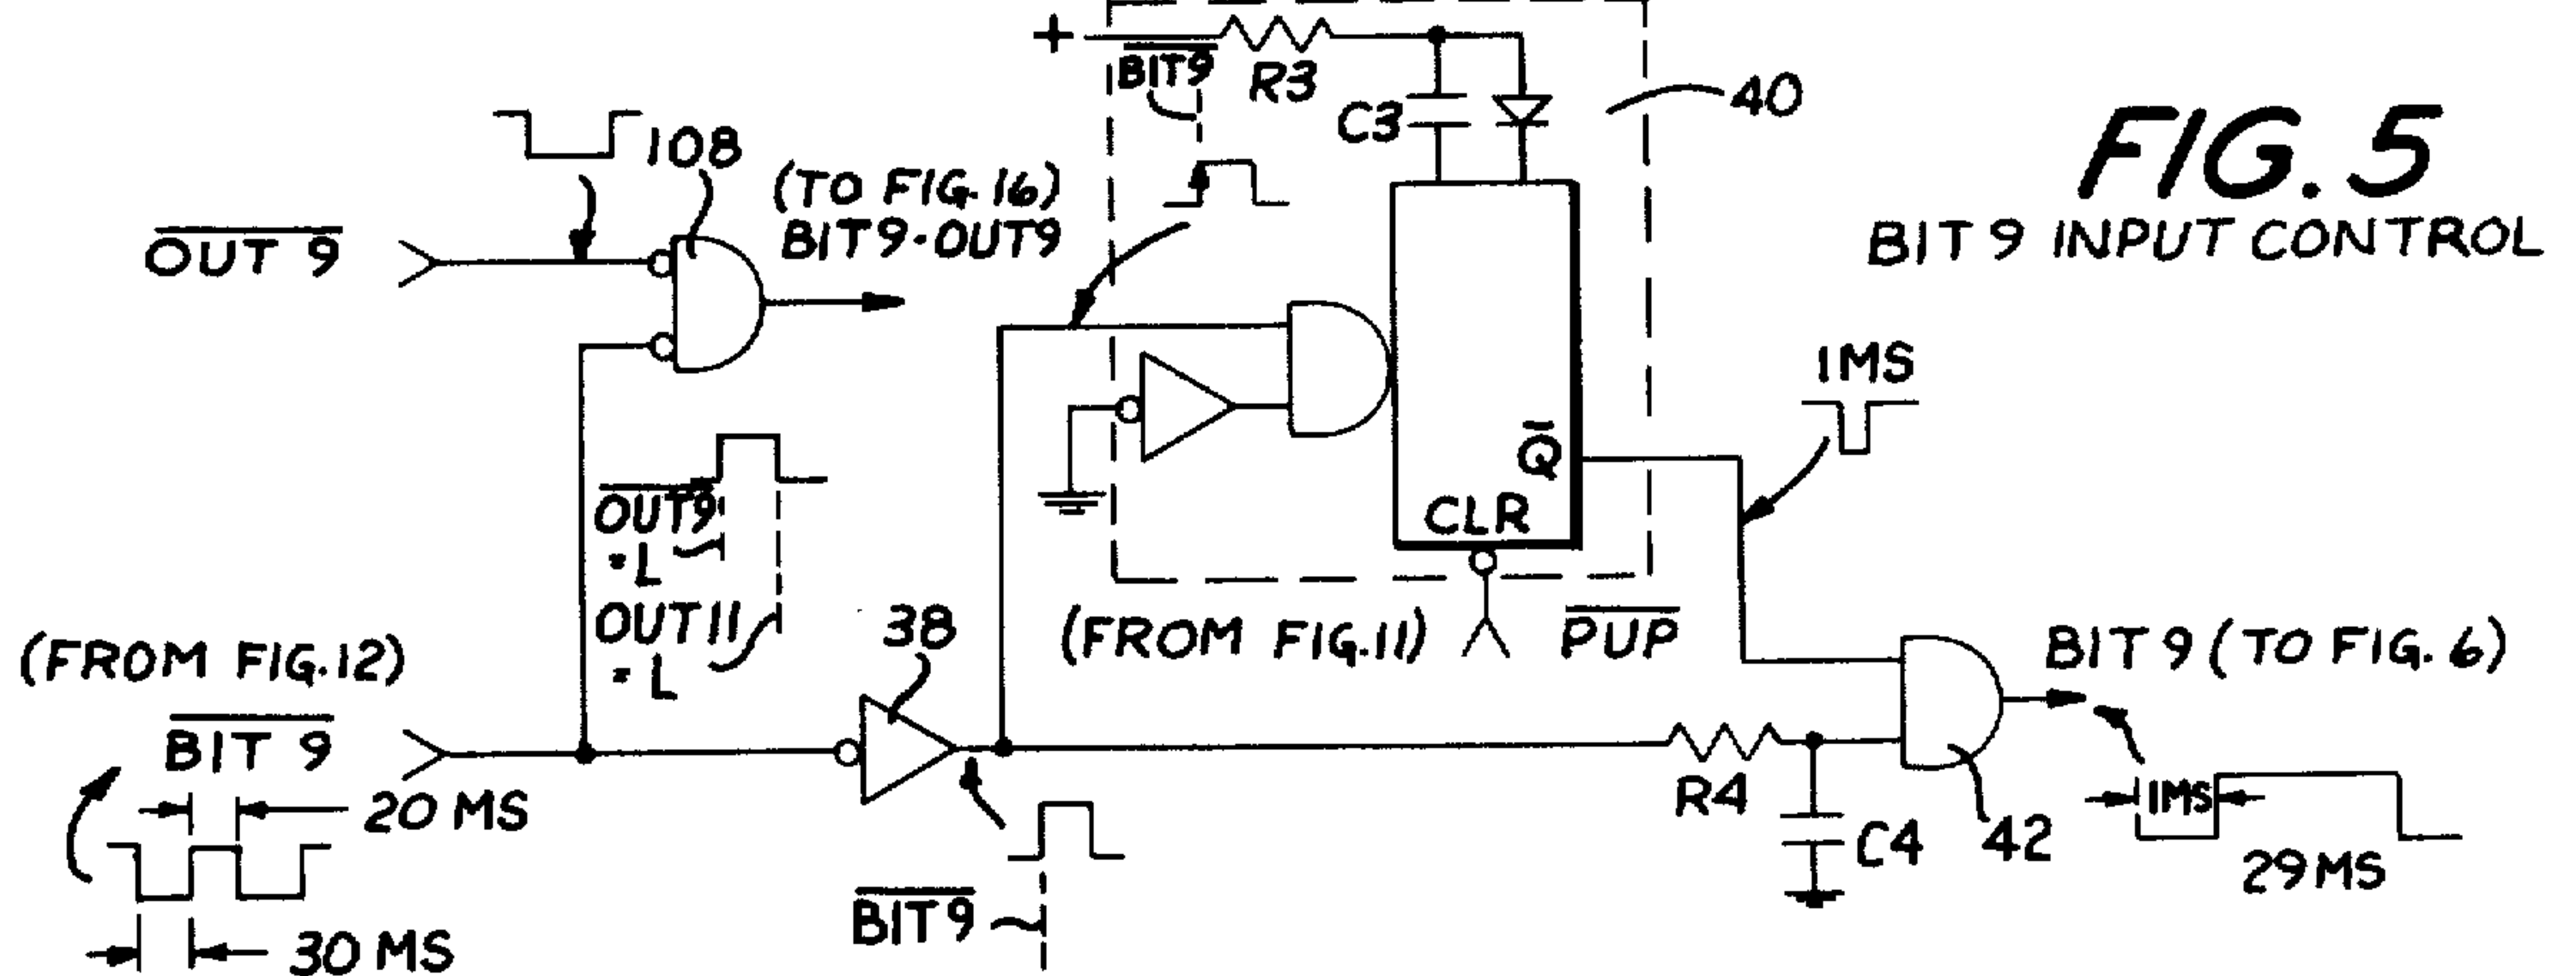 +
BIT9
R3
C3
40
FIG. 5
BIT 9 INPUT CONTROL
108
(TO FIG. 16)
BIT9·OUT9
OUT 9
1MS
Q
CLR
OUT9
=L
OUT11
=L
38
(FROM FIG.11)
PUP
(FROM FIG.12)
BIT 9
20 MS
30 MS
BIT9
R4
C4
42
BIT 9 (TO FIG. 6)
1MS
29MS